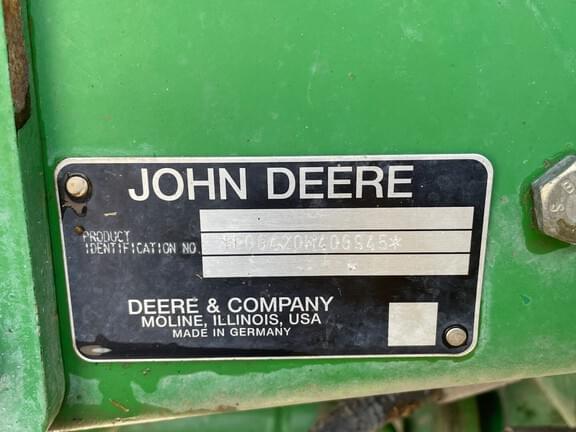 JOHN DEERE
PRODUCT
IDENTIFICATION NO.
DEERE & COMPANY
MOLINE, ILLINOIS, USA
MADE IN GERMANY